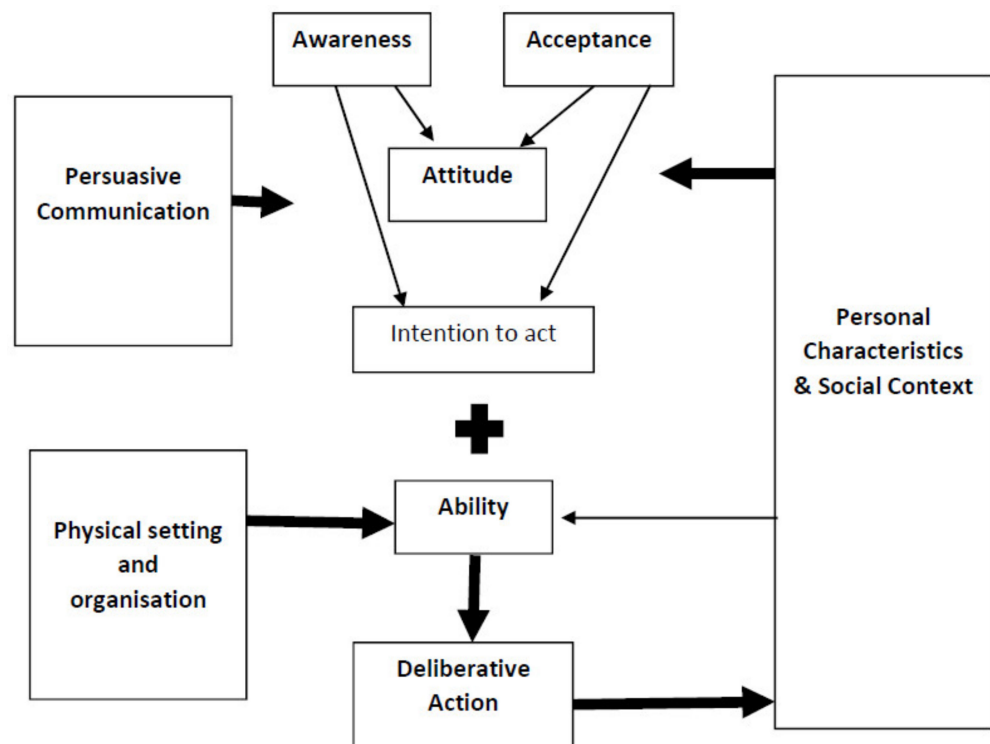 Awareness
Acceptance
Persuasive
Communication
Attitude
Intention to act
Personal
Characteristics
& Social Context
Physical setting
and
organisation
Ability
Deliberative
Action